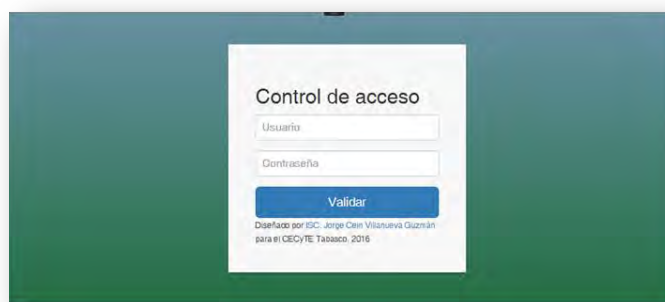 Control de acceso
Usuario
Contraseña
Validar
Diseñado por ISC. Jorge Cein Villanueva Guzmán
para el CECyTE Tabasco. 2016